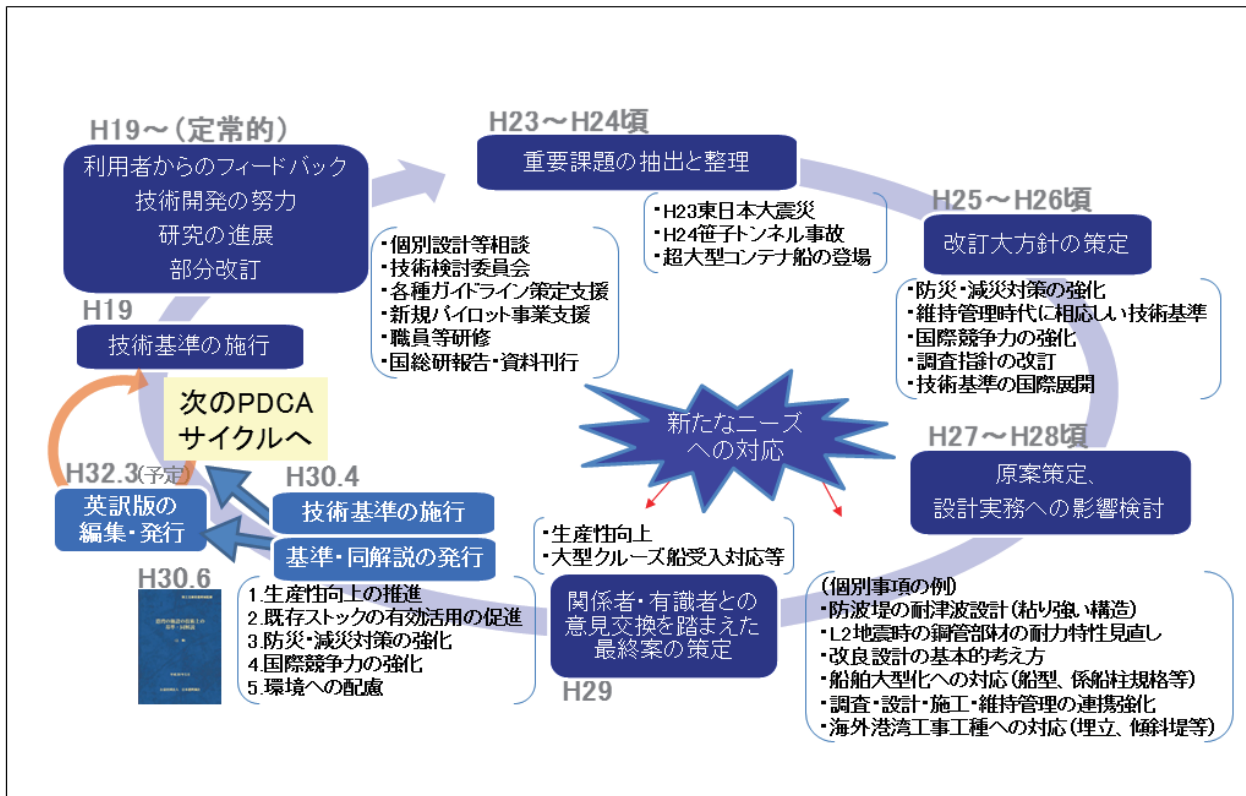 H19～（定常的）
利用者からのフィードバック
技術開発の努力
研究の進展
部分改訂
H19
技術基準の施行
・個別設計等相談
・技術検討委員会
・各種ガイドライン策定支援
・新規パイロット事業支援
・職員等研修
・国総研報告・資料刊行
H23～H24頃
重要課題の抽出と整理
・H23東日本大震災
・H24笹子トンネル事故
・超大型コンテナ船の登場
H25～H26頃
改訂大方針の策定
・防災・減災対策の強化
・維持管理時代に相応しい技術基準
・国際競争力の強化
・調査指針の改訂
・技術基準の国際展開
新たなニーズ
への対応
H27～H28頃
原案策定、
設計実務への影響検討
（個別事項の例）
・防波堤の耐津波設計（粘り強い構造）
・L2地震時の鋼管部材の耐力特性見直し
・改良設計の基本的考え方
・船舶大型化への対応（船型、係船柱規格等）
・調査・設計・施工・維持管理の連携強化
・海外港湾工事工種への対応（埋立、傾斜堤等）
・生産性向上
・大型クルーズ船受入対応等
関係者・有識者との
意見交換を踏まえた
最終案の策定
H29
次のPDCA
サイクルへ
H30.4
技術基準の施行
基準・同解説の発行
H32.3(予定)
英訳版の
編集・発行
H30.6
1.生産性向上の推進
2.既存ストックの有効活用の促進
3.防災・減災対策の強化
4.国際競争力の強化
5.環境への配慮